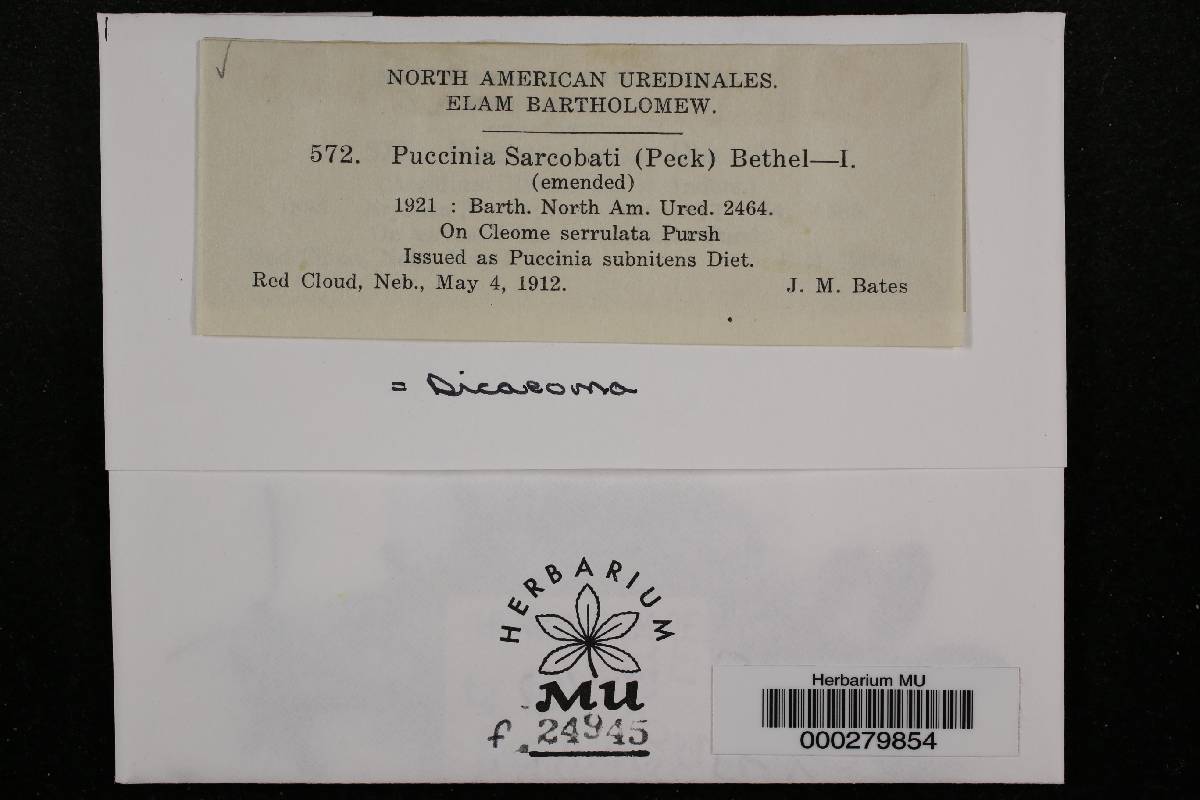 NORTH AMERICAN UREDINALES.
ELAM BARTHOLOMEW.
572. Puccinia Sarcobati (Peck) Bethel—I.
(emended)
1921 : Barth. North Am. Ured. 2464.
On Cleome serrulata Pursh
Issued as Puccinia subnitens Diet.
Red Cloud, Neb., May 4, 1912. J. M. Bates
= Dicaeoma
HERBARIUM
MU
f. 24945
Herbarium MU
000279854